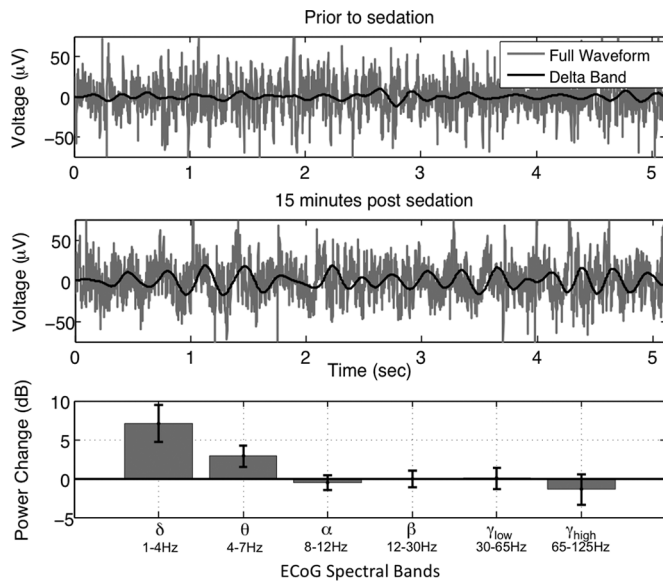 Prior to sedation
Full Waveform
Delta Band
Voltage (μV)
50
0
−50
0 1 2 3 4 5
15 minutes post sedation
Voltage (μV)
50
0
−50
0 1 2 3 4 5
Time (sec)
Power Change (dB)
10
5
0
−5
δ θ α β γlow γhigh
1-4Hz 4-7Hz 8-12Hz 12-30Hz 30-65Hz 65-125Hz
ECoG Spectral Bands